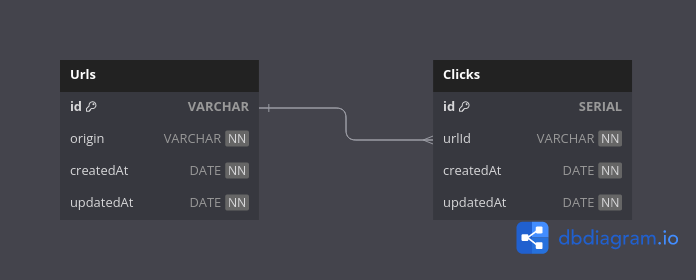 Urls
id VARCHAR
origin VARCHAR NN
createdAt DATE NN
updatedAt DATE NN
Clicks
id SERIAL
urlId VARCHAR NN
createdAt DATE NN
updatedAt DATE NN
dbdiagram.io